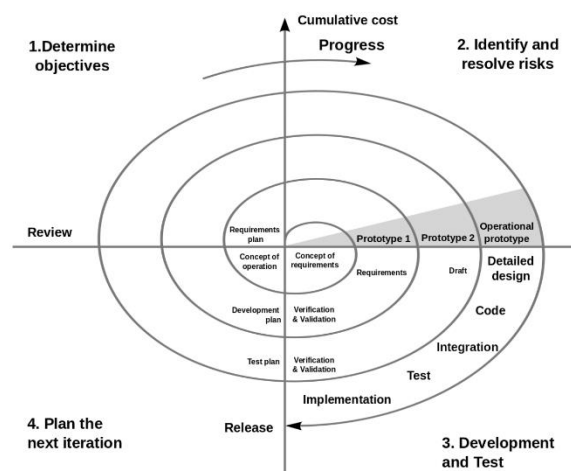 Cumulative cost
1.Determine
objectives
Progress
2. Identify and
resolve risks
Review
Requirements
plan
Prototype 1
Prototype 2
Operational
prototype
Concept of
operation
Concept of
requirements
Requirements
Draft
Detailed
design
Development
plan
Verification
& Validation
Code
Integration
Test plan
Verification
& Validation
Test
Implementation
Release
4. Plan the
next iteration
3. Development
and Test